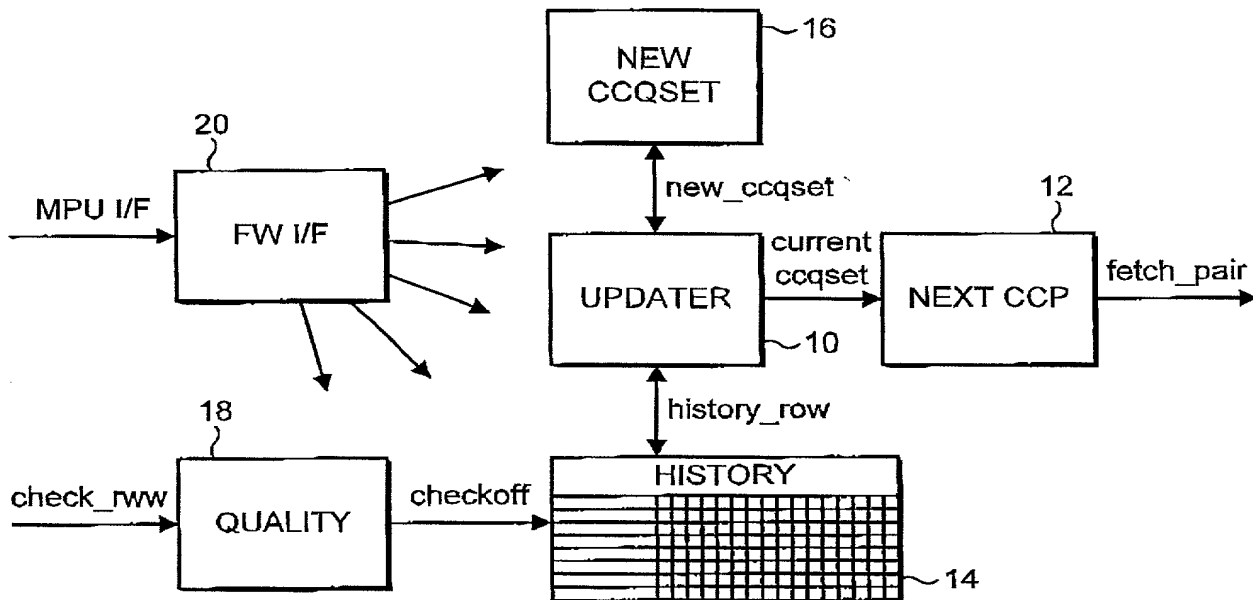 16
NEW
CCQSET
20
MPU I/F
FW I/F
new_ccqset
12
current
ccqset
UPDATER
NEXT CCP
fetch_pair
10
history_row
18
HISTORY
check_rww
QUALITY
checkoff
14